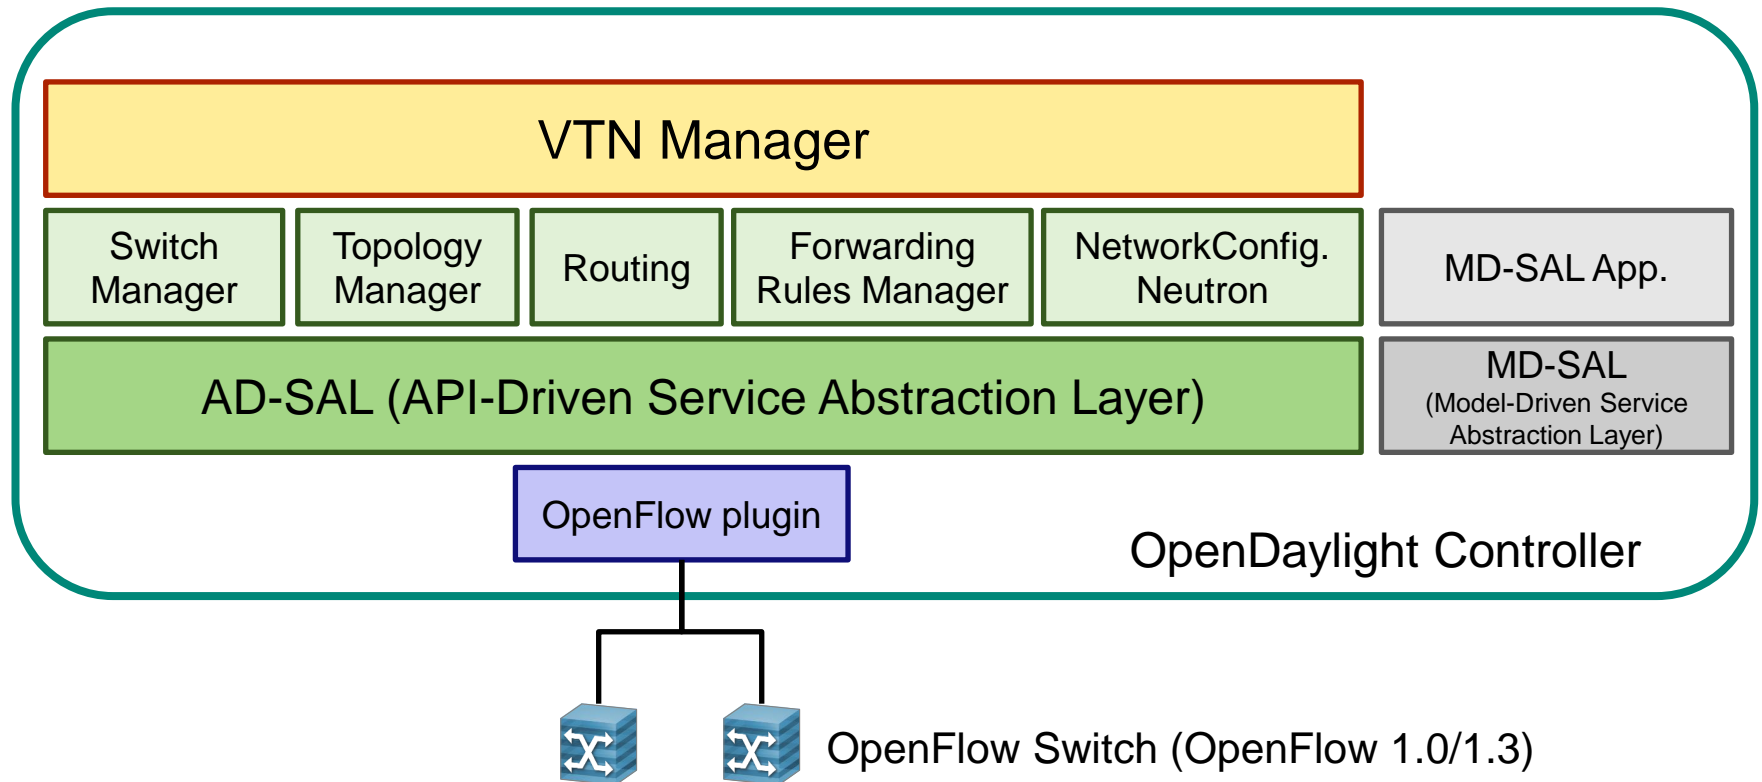 VTN Manager
Switch
Manager
Topology
Manager
Routing
Forwarding
Rules Manager
NetworkConfig.
Neutron
MD-SAL App.
AD-SAL (API-Driven Service Abstraction Layer)
MD-SAL
(Model-Driven Service
Abstraction Layer)
OpenFlow plugin
OpenDaylight Controller
OpenFlow Switch (OpenFlow 1.0/1.3)